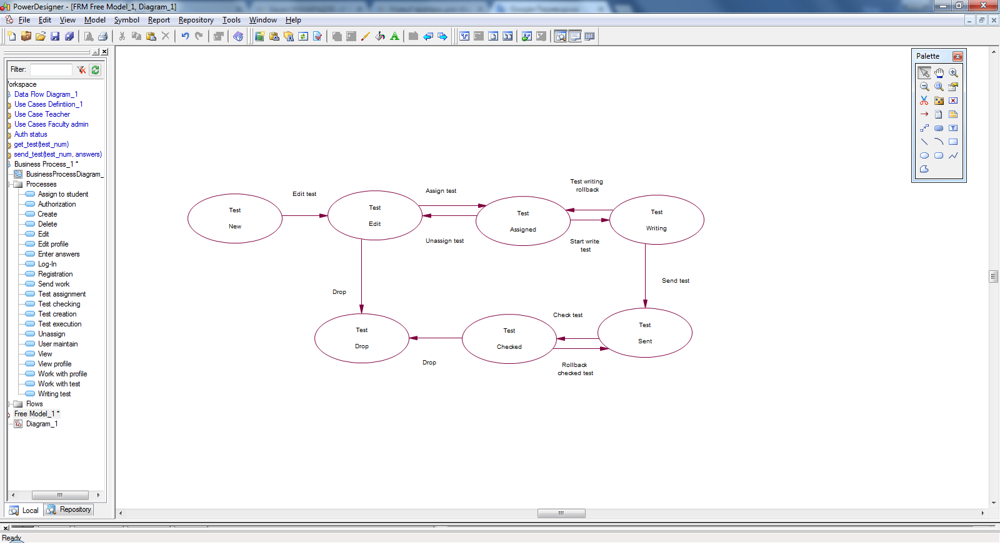 PowerDesigner - [FRM Free Model_1, Diagram_1]
File Edit View Model Symbol Report Repository Tools Window Help
Filter:
orkspace
Data Flow Diagram_1
Use Cases Defintiion_1
Use Case Teacher
Use Cases Faculty admin
Auth status
get_test(test_num)
send_test(test_num, answers)
Business Process_1 *
BusinessProcessDiagram_
Processes
Assign to student
Authorization
Create
Delete
Edit
Edit profile
Enter answers
Log-In
Registration
Send work
Test assignment
Test checking
Test creation
Test execution
Unassign
User maintain
View
View profile
Work with profile
Work with test
Writing test
Flows
Free Model_1 *
Diagram_1
Local Repository
Ready
Palette
Test
New
Edit test
Test
Edit
Assign test
Unassign test
Test
Assigned
Test writing
rollback
Start write
test
Test
Writing
Send test
Drop
Test
Drop
Drop
Test
Checked
Check test
Rollback
checked test
Test
Sent